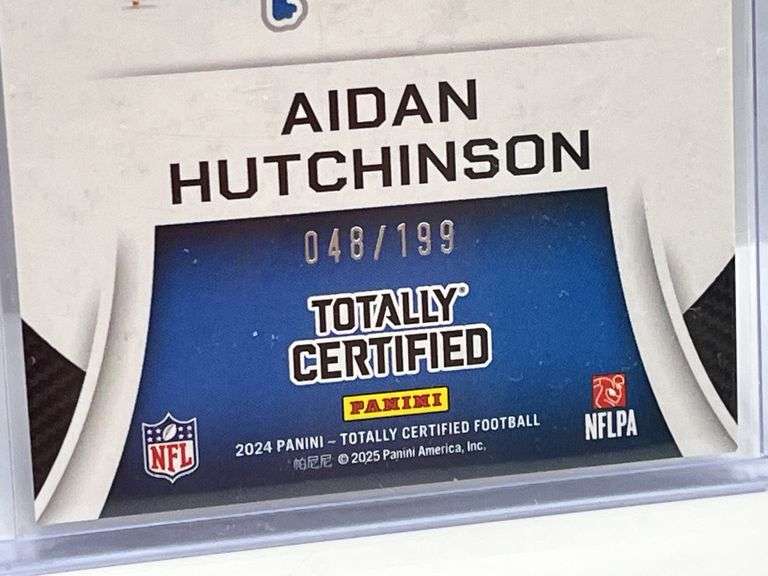 AIDAN
HUTCHINSON
048/199
TOTALLY
CERTIFIED
PANINI
NFL
2024 PANINI – TOTALLY CERTIFIED FOOTBALL
帕尼尼 © 2025 Panini America, Inc.
NFLPA